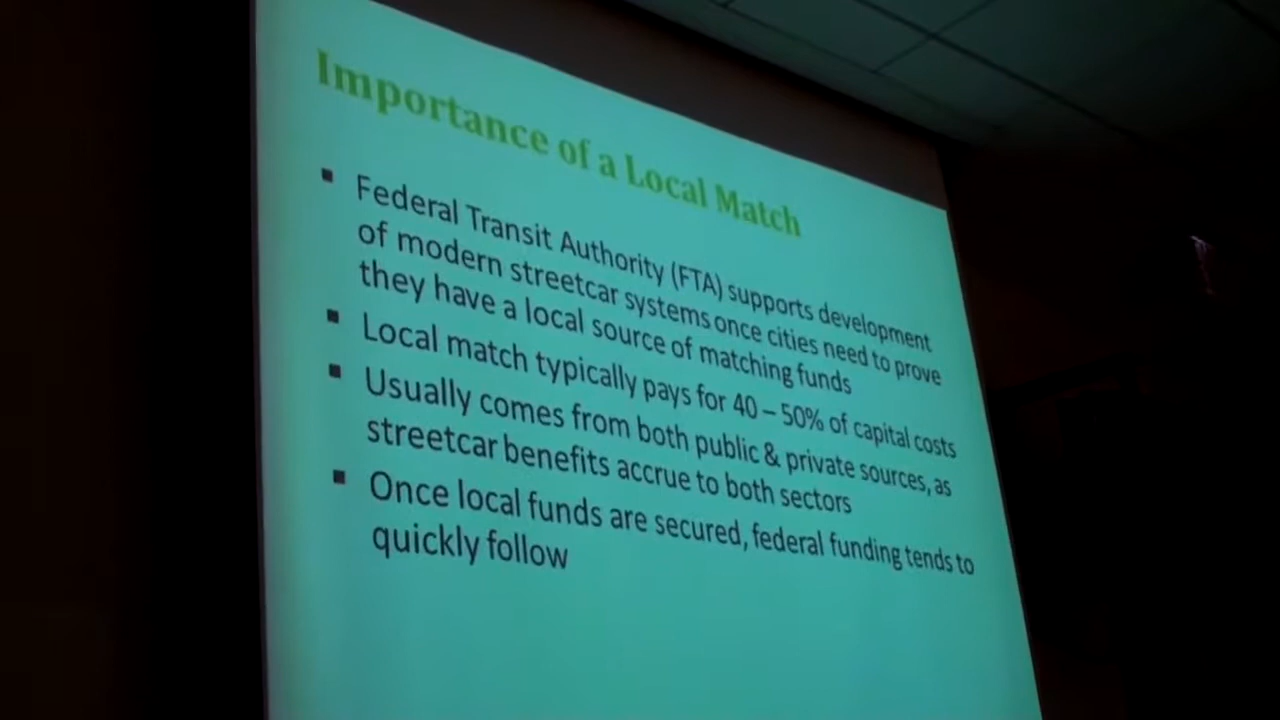 Importance of a Local Match
▪ Federal Transit Authority (FTA) supports development
of modern streetcar systems once cities need to prove
they have a local source of matching funds
▪ Local match typically pays for 40 – 50% of capital costs
▪ Usually comes from both public & private sources, as
streetcar benefits accrue to both sectors
▪ Once local funds are secured, federal funding tends to
quickly follow